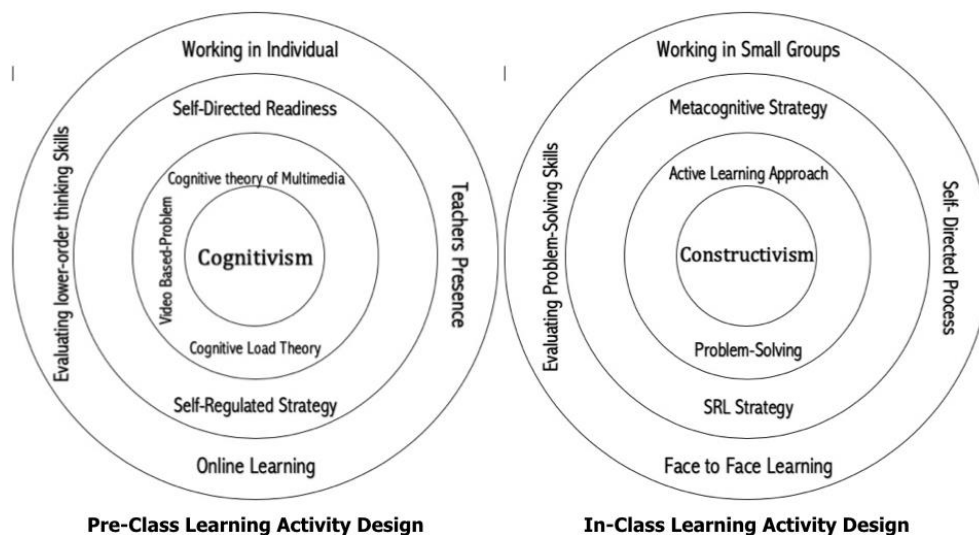 Working in Individual
Self-Directed Readiness
Cognitive theory of Multimedia
Video Based-Problem
Cognitivism
Cognitive Load Theory
Self-Regulated Strategy
Online Learning
Evaluating lower-order thinking Skills
Teachers Presence
Pre-Class Learning Activity Design
Working in Small Groups
Metacognitive Strategy
Active Learning Approach
Constructivism
Problem-Solving
SRL Strategy
Face to Face Learning
Evaluating Problem-Solving Skills
Self- Directed Process
In-Class Learning Activity Design